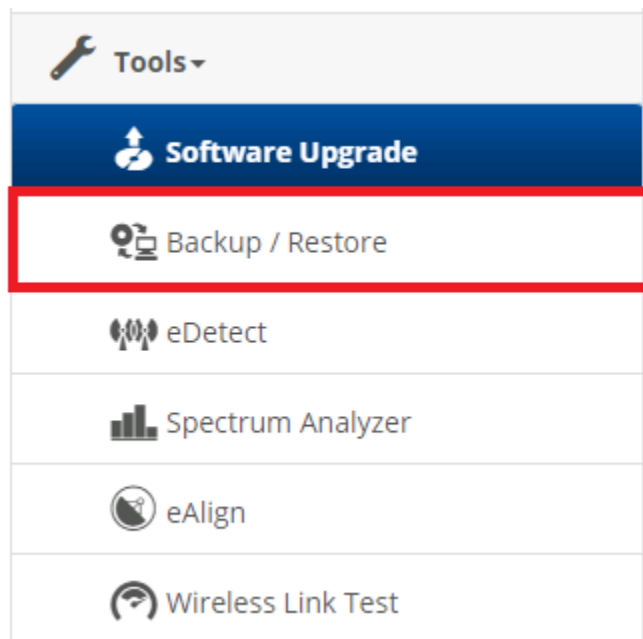 Tools
Software Upgrade
Backup / Restore
eDetect
Spectrum Analyzer
eAlign
Wireless Link Test